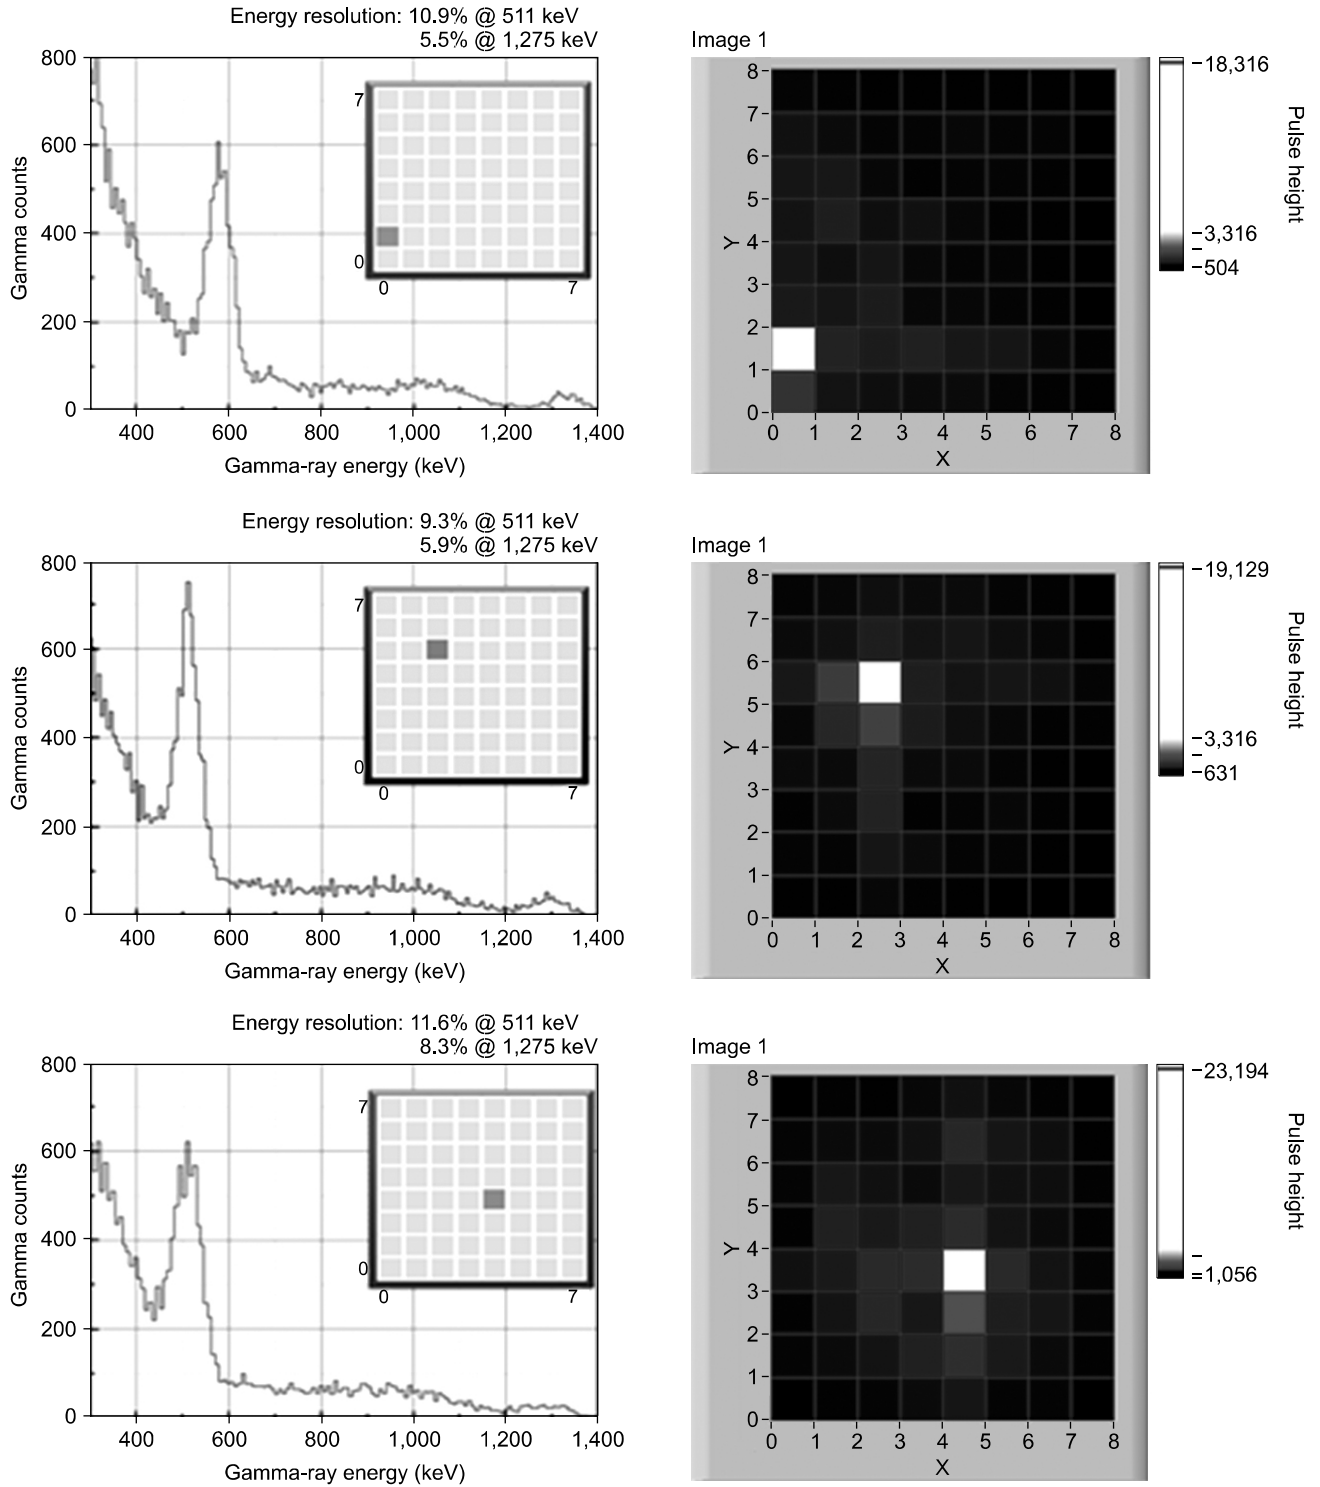 Energy resolution: 10.9% @ 511 keV
5.5% @ 1,275 keV
800
600
400
200
0
Gamma counts
7
0
0 7
400 600 800 1,000 1,200 1,400
Gamma-ray energy (keV)
Image 1
8
7
6
5
4
3
2
1
0
Y
0 1 2 3 4 5 6 7 8
X
18,316
3,316
504
Pulse height
Energy resolution: 9.3% @ 511 keV
5.9% @ 1,275 keV
800
600
400
200
0
Gamma counts
7
0
0 7
400 600 800 1,000 1,200 1,400
Gamma-ray energy (keV)
Image 1
8
7
6
5
4
3
2
1
0
Y
0 1 2 3 4 5 6 7 8
X
19,129
3,316
631
Pulse height
Energy resolution: 11.6% @ 511 keV
8.3% @ 1,275 keV
800
600
400
200
0
Gamma counts
7
0
0 7
400 600 800 1,000 1,200 1,400
Gamma-ray energy (keV)
Image 1
8
7
6
5
4
3
2
1
0
Y
0 1 2 3 4 5 6 7 8
X
23,194
1,056
Pulse height